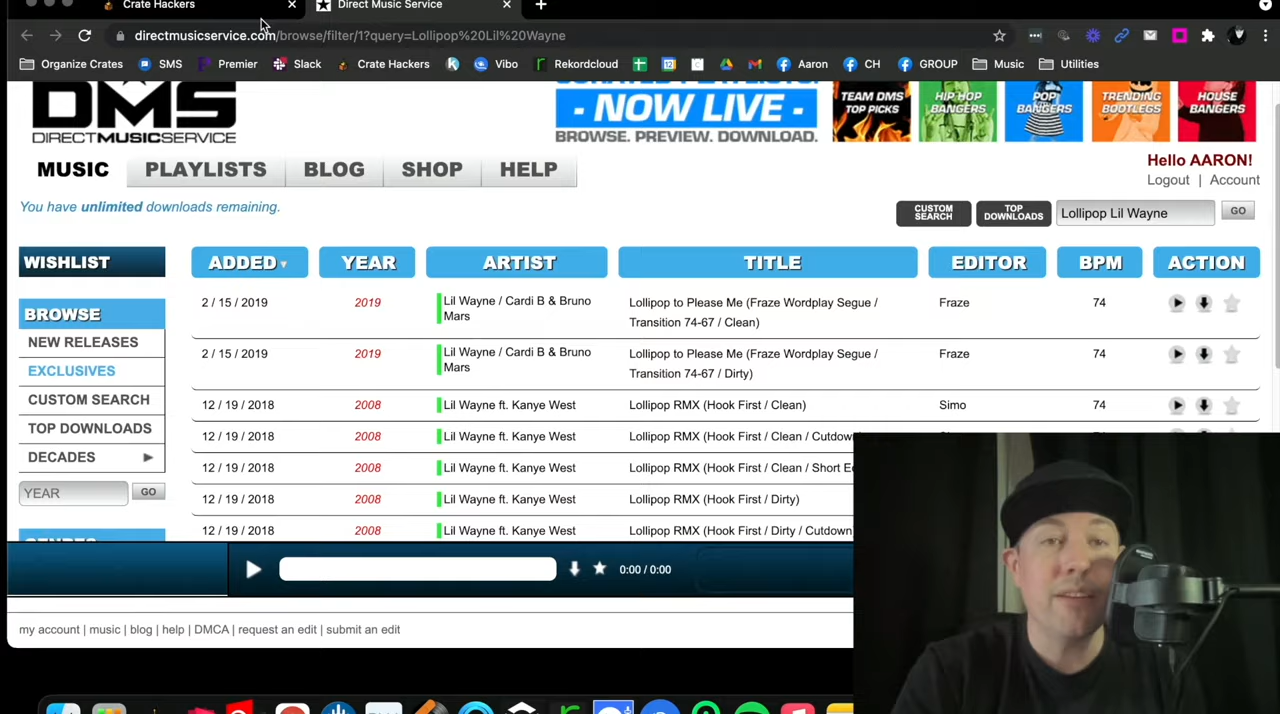 Crate Hackers
Direct Music Service
directmusicservice.com/browse/filter/1?query=Lollipop%20Lil%20Wayne
Organize Crates SMS Premier Slack Crate Hackers Vibo Rekordcloud Aaron CH GROUP Music Utilities
DMS
DIRECTMUSICSERVICE
- NOW LIVE -
BROWSE. PREVIEW. DOWNLOAD.
TEAM DMS
TOP PICKS
HIP HOP
BANGERS
POP
BANGERS
TRENDING
BOOTLEGS
HOUSE
BANGERS
MUSIC PLAYLISTS BLOG SHOP HELP
Hello AARON!
Logout | Account
You have unlimited downloads remaining.
CUSTOM
SEARCH
TOP
DOWNLOADS
Lollipop Lil Wayne GO
WISHLIST
BROWSE
NEW RELEASES
EXCLUSIVES
CUSTOM SEARCH
TOP DOWNLOADS
DECADES
YEAR GO
GENRES
ADDED YEAR ARTIST TITLE EDITOR BPM ACTION
2 / 15 / 2019 2019 Lil Wayne / Cardi B & Bruno Mars Lollipop to Please Me (Fraze Wordplay Segue / Transition 74-67 / Clean) Fraze 74
2 / 15 / 2019 2019 Lil Wayne / Cardi B & Bruno Mars Lollipop to Please Me (Fraze Wordplay Segue / Transition 74-67 / Dirty) Fraze 74
12 / 19 / 2018 2008 Lil Wayne ft. Kanye West Lollipop RMX (Hook First / Clean) Simo 74
12 / 19 / 2018 2008 Lil Wayne ft. Kanye West Lollipop RMX (Hook First / Clean / Cutdown
12 / 19 / 2018 2008 Lil Wayne ft. Kanye West Lollipop RMX (Hook First / Clean / Short E
12 / 19 / 2018 2008 Lil Wayne ft. Kanye West Lollipop RMX (Hook First / Dirty)
12 / 19 / 2018 2008 Lil Wayne ft. Kanye West Lollipop RMX (Hook First / Dirty / Cutdown
0:00 / 0:00
my account | music | blog | help | DMCA | request an edit | submit an edit